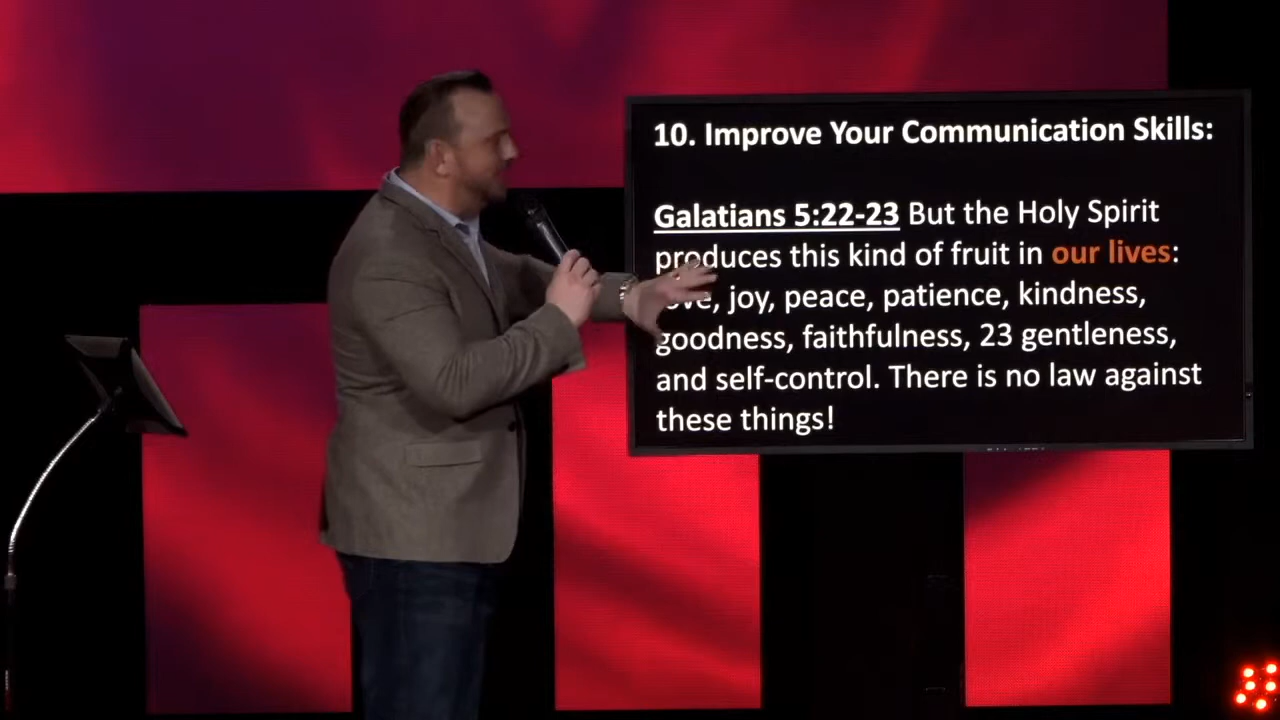 10. Improve Your Communication Skills:
Galatians 5:22-23 But the Holy Spirit
produces this kind of fruit in our lives:
love, joy, peace, patience, kindness,
goodness, faithfulness, 23 gentleness,
and self-control. There is no law against
these things!